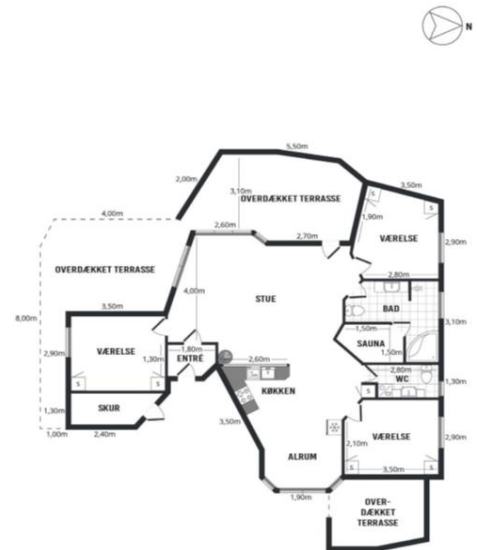 N
5,50m
2,00m
3,10m
OVERDÆKKET TERRASSE
3,50m
S
S
1,90m
4,00m
2,60m
2,70m
VÆRELSE
2,90m
OVERDÆKKET TERRASSE
2,80m
4,00m
STUE
BAD
3,50m
8,00m
3,10m
1,50m
SAUNA
1,50m
2,90m
VÆRELSE
1,30m
1,80m
ENTRÉ
2,60m
2,80m
WC
1,30m
S
S
KØKKEN
S
1,30m
SKUR
3,50m
2,10m
VÆRELSE
2,90m
1,00m
2,40m
ALRUM
S
3,50m
S
1,90m
OVER-
DÆKKET
TERRASSE